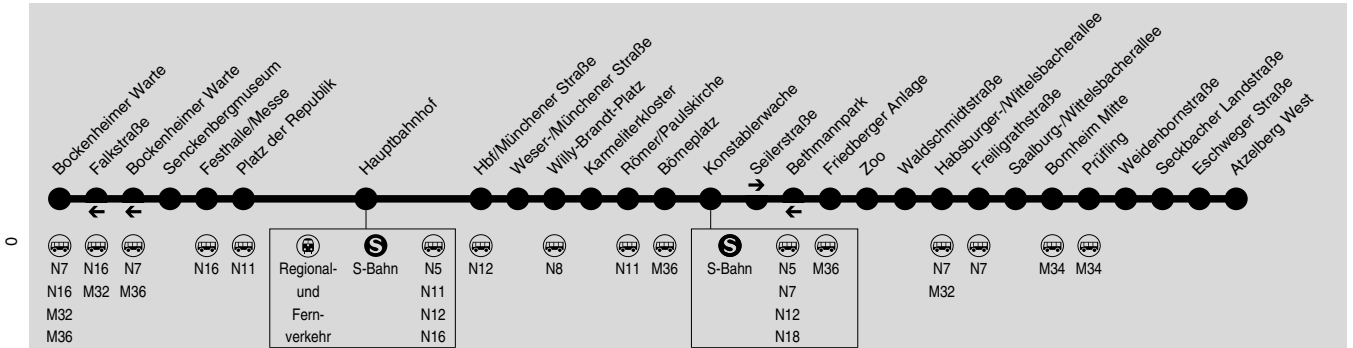 Bockenheimer Warte
Falkstraße
Bockenheimer Warte
Senckenbergmuseum
Festhalle/Messe
Platz der Republik
Hauptbahnhof
Hbf/Münchener Straße
Weser-/Münchener Straße
Willy-Brandt-Platz
Karmeliterkloster
Römer/Paulskirche
Börneplatz
Konstablerwache
Seilerstraße
Bethmannpark
Friedberger Anlage
Zoo
Waldschmidtstraße
Habsburger-/Wittelsbacherallee
Freiligrathstraße
Saalburg-/Wittelsbacherallee
Bornheim Mitte
Prüfling
Weidenbornstraße
Seckbacher Landstraße
Eschweger Straße
Atzelberg West
0
N7
N16
M32
M36
N16
M32
N7
M36
N16
N11
Regional-
und
Fern-
verkehr
S
S-Bahn
N5
N11
N12
N16
N12
N8
N11
M36
S
S-Bahn
N5
N7
N12
N18
M36
N7
M32
N7
M34
M34